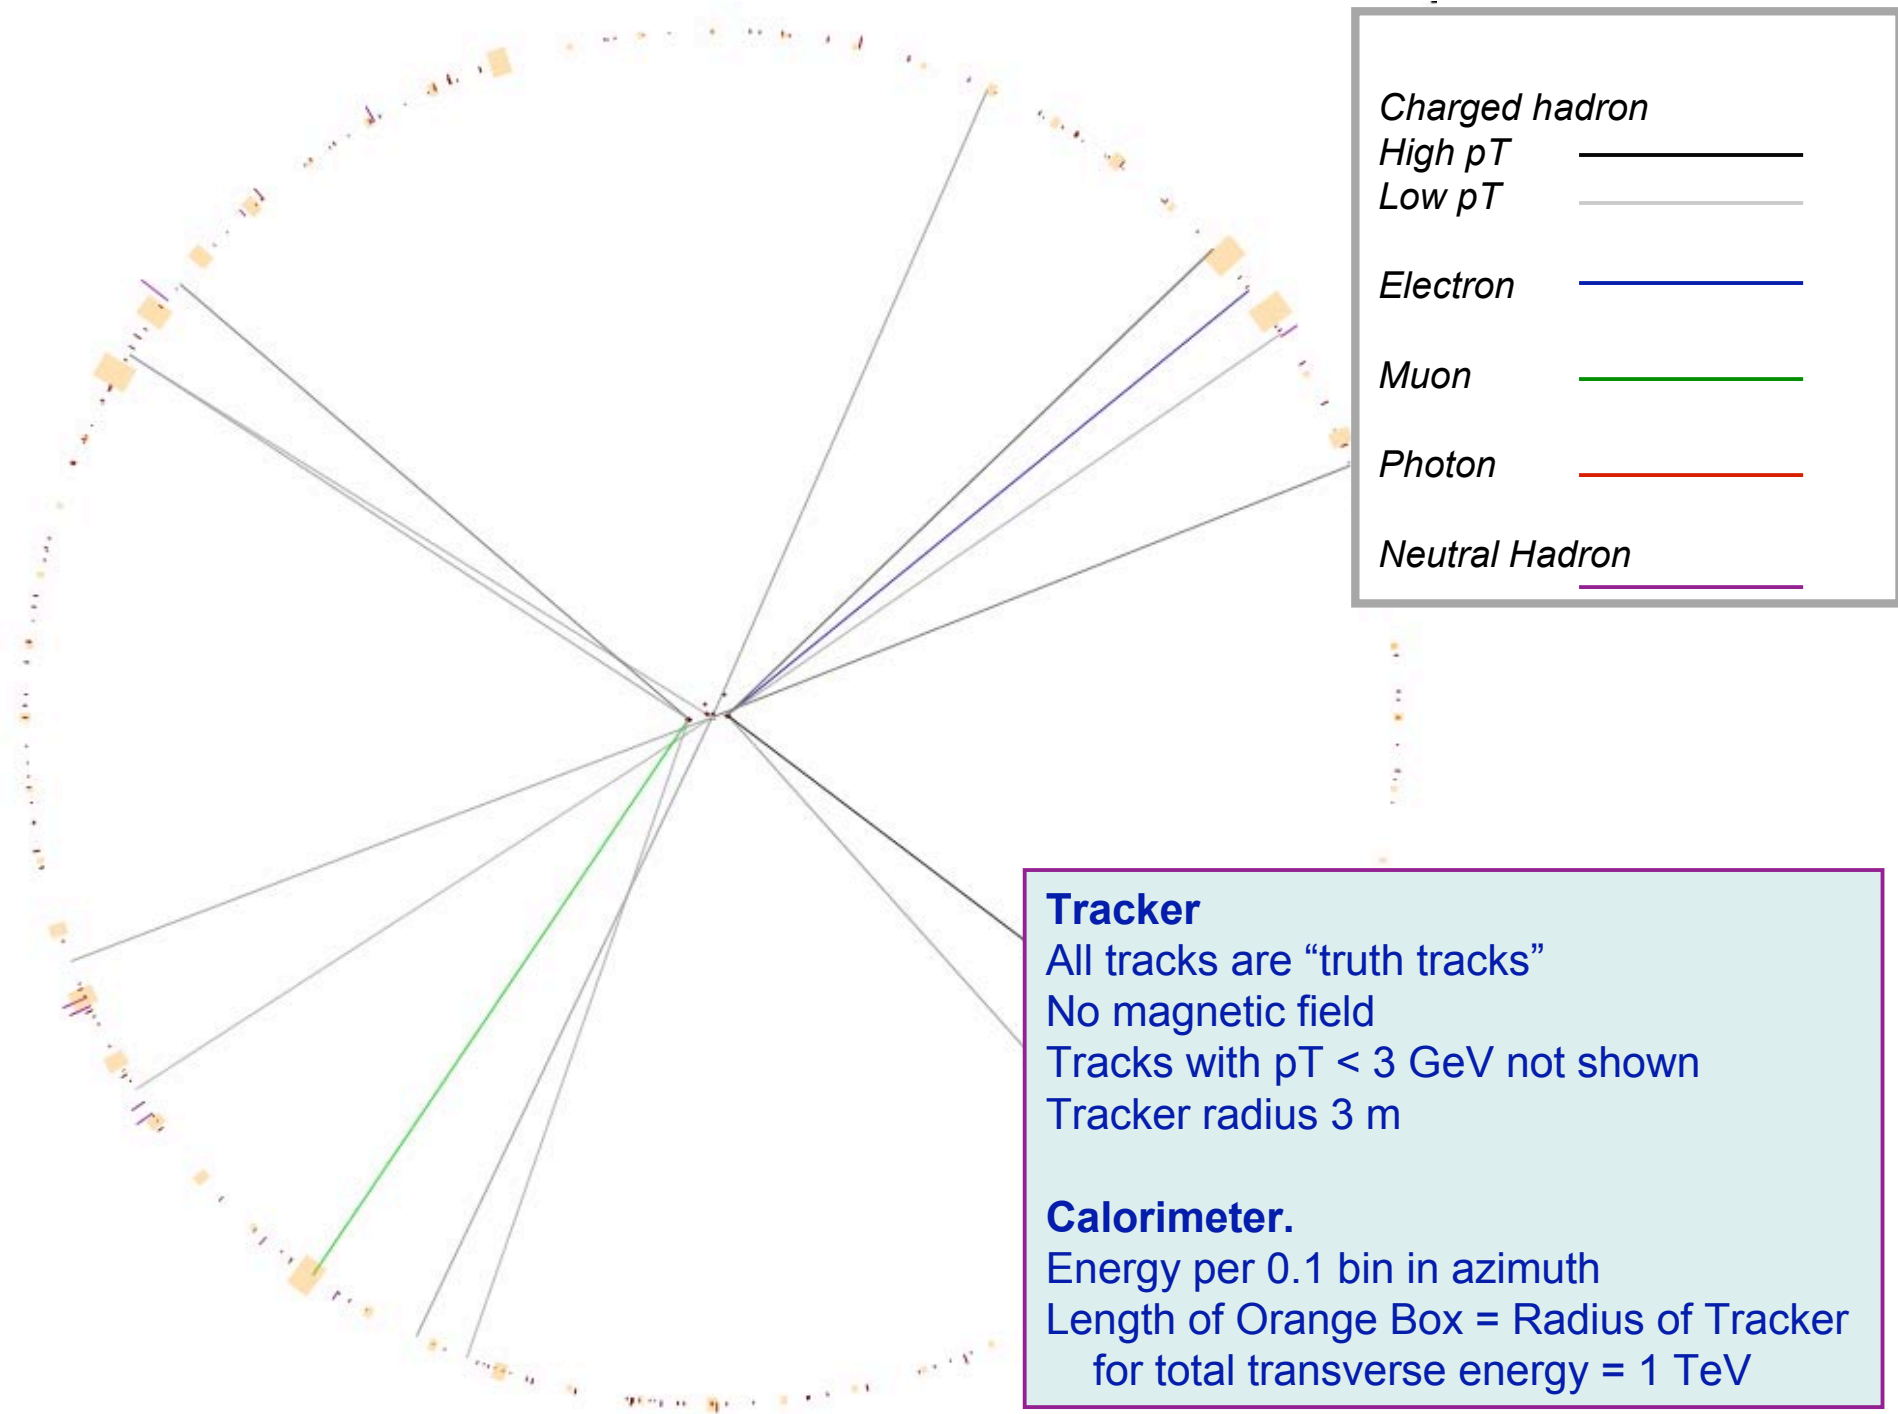 Charged hadron
High pT
Low pT
Electron
Muon
Photon
Neutral Hadron
Tracker
All tracks are “truth tracks”
No magnetic field
Tracks with pT < 3 GeV not shown
Tracker radius 3 m
Calorimeter.
Energy per 0.1 bin in azimuth
Length of Orange Box = Radius of Tracker
for total transverse energy = 1 TeV